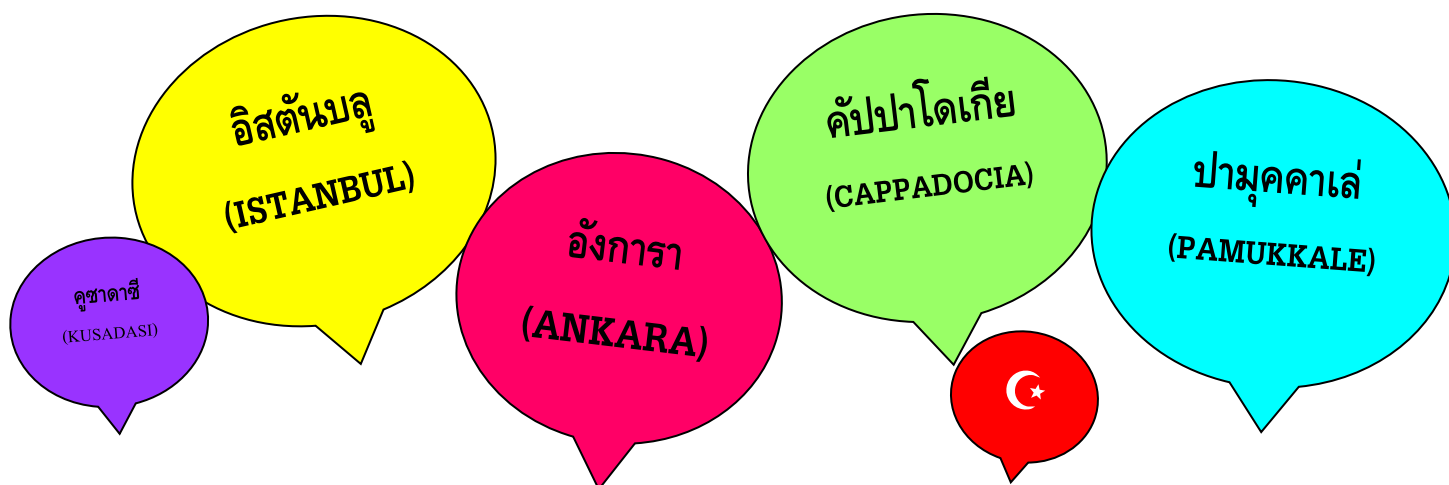 อิสตันบลู
(ISTANBUL)
คูซาดาซี
(KUSADASI)
อังการา
(ANKARA)
คัปปาโดเกีย
(CAPPADOCIA)
ปามุคคาเล่
(PAMUKKALE)